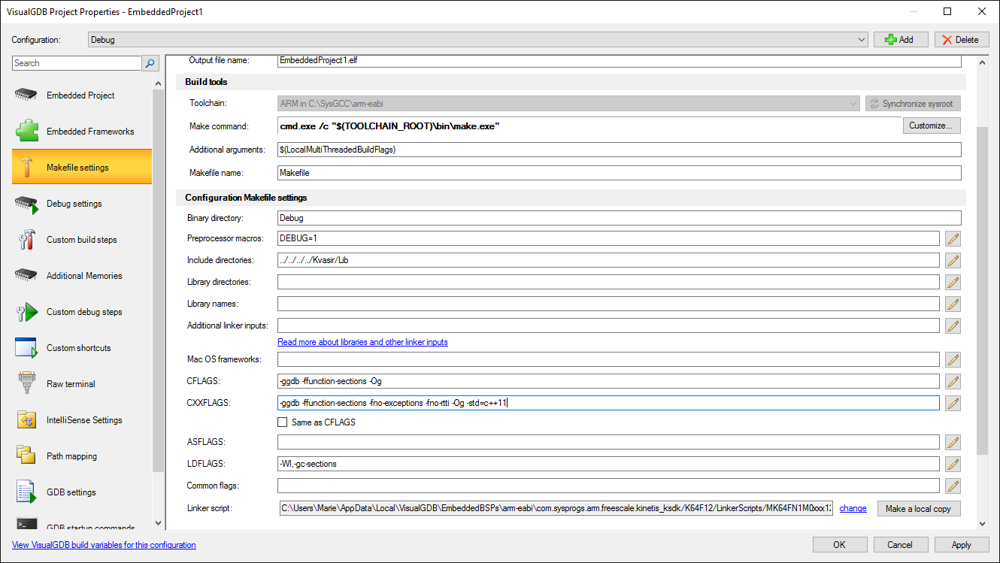 VisualGDB Project Properties - EmbeddedProject1
Configuration:
Debug
Add
Delete
Search
Embedded Project
Embedded Frameworks
Makefile settings
Debug settings
Custom build steps
Additional Memories
Custom debug steps
Custom shortcuts
Raw terminal
IntelliSense Settings
Path mapping
GDB settings
GDB startup commands
Output file name:
EmbeddedProject1.elf
Build tools
Toolchain:
ARM in C:\SysGCC\arm-eabi
Synchronize sysroot
Make command:
cmd.exe /c "$(TOOLCHAIN_ROOT)\bin\make.exe"
Customize...
Additional arguments:
$(LocalMultiThreadedBuildFlags)
Makefile name:
Makefile
Configuration Makefile settings
Binary directory:
Debug
Preprocessor macros:
DEBUG=1
Include directories:
../../../../Kvasir/Lib
Library directories:
Library names:
Additional linker inputs:
Read more about libraries and other linker inputs
Mac OS frameworks:
CFLAGS:
-ggdb -ffunction-sections -Og
CXXFLAGS:
-ggdb -ffunction-sections -fno-exceptions -fno-rtti -Og -std=c++11
Same as CFLAGS
ASFLAGS:
LDFLAGS:
-Wl,-gc-sections
Common flags:
Linker script:
C:\Users\Marie\AppData\Local\VisualGDB\EmbeddedBSPs\arm-eabi\com.sysprogs.arm.freescale.kinetis_ksdk/K64F12/LinkerScripts/MK64FN1M0xxx12
change
Make a local copy
View VisualGDB build variables for this configuration
OK
Cancel
Apply